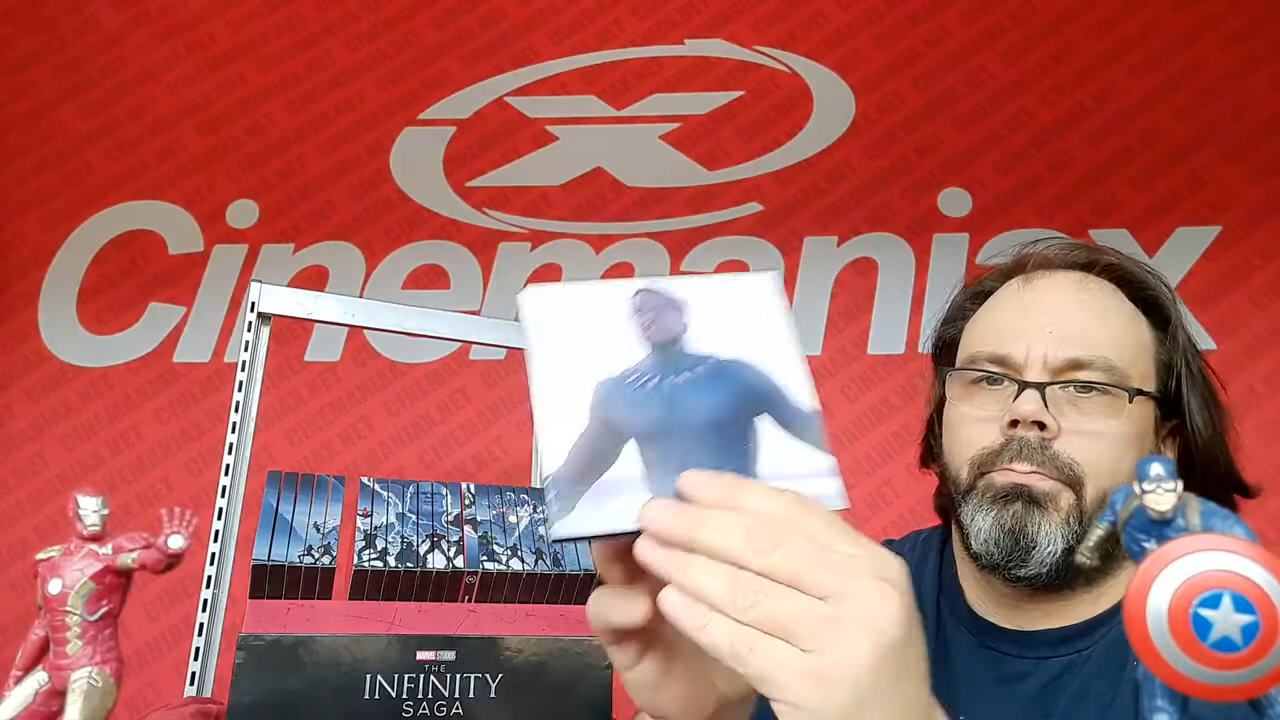 X
Cinemaniax
MARVEL STUDIOS
THE
INFINITY
SAGA
A